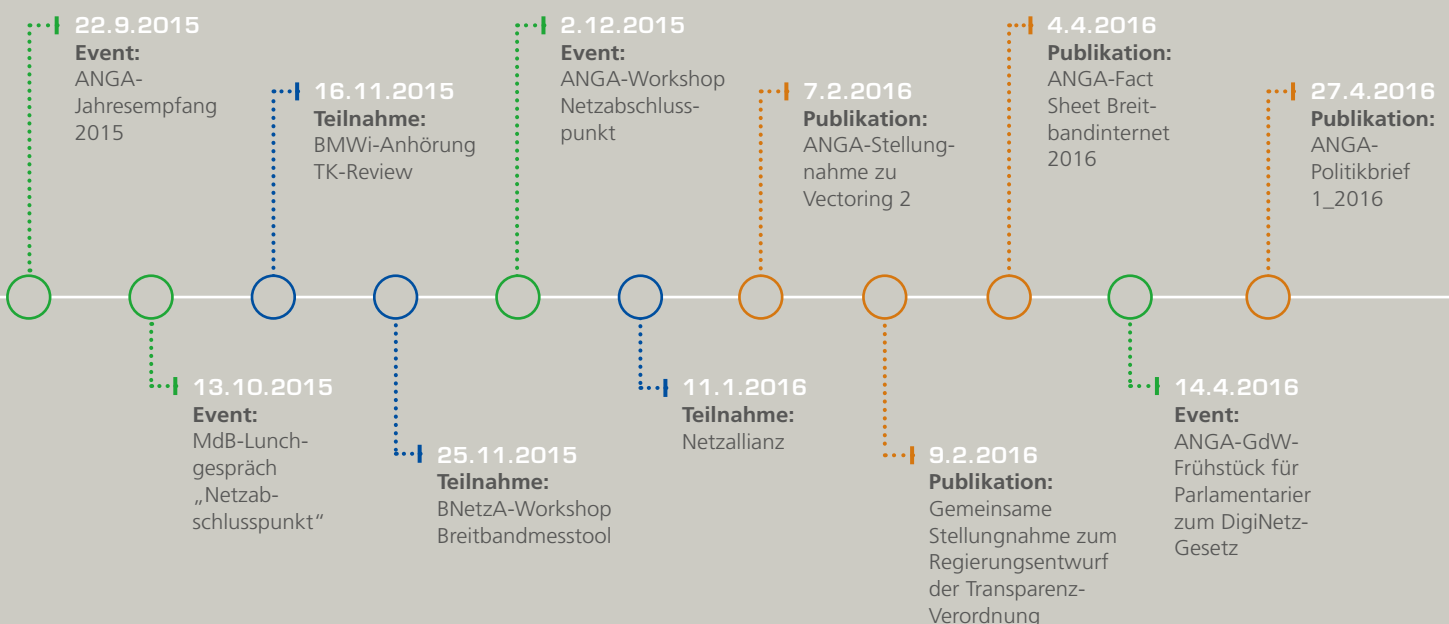 22.9.2015
Event:
ANGA-
Jahresempfang
2015
13.10.2015
Event:
MdB-Lunch-
gespräch
„Netzab-
schlusspunkt“
16.11.2015
Teilnahme:
BMWi-Anhörung
TK-Review
25.11.2015
Teilnahme:
BNetzA-Workshop
Breitbandmesstool
2.12.2015
Event:
ANGA-Workshop
Netzabschluss-
punkt
11.1.2016
Teilnahme:
Netzallianz
7.2.2016
Publikation:
ANGA-Stellung-
nahme zu
Vectoring 2
9.2.2016
Publikation:
Gemeinsame
Stellungnahme zum
Regierungsentwurf
der Transparenz-
Verordnung
4.4.2016
Publikation:
ANGA-Fact
Sheet Breit-
bandinternet
2016
14.4.2016
Event:
ANGA-GdW-
Frühstück für
Parlamentarier
zum DigiNetz-
Gesetz
27.4.2016
Publikation:
ANGA-
Politikbrief
1_2016